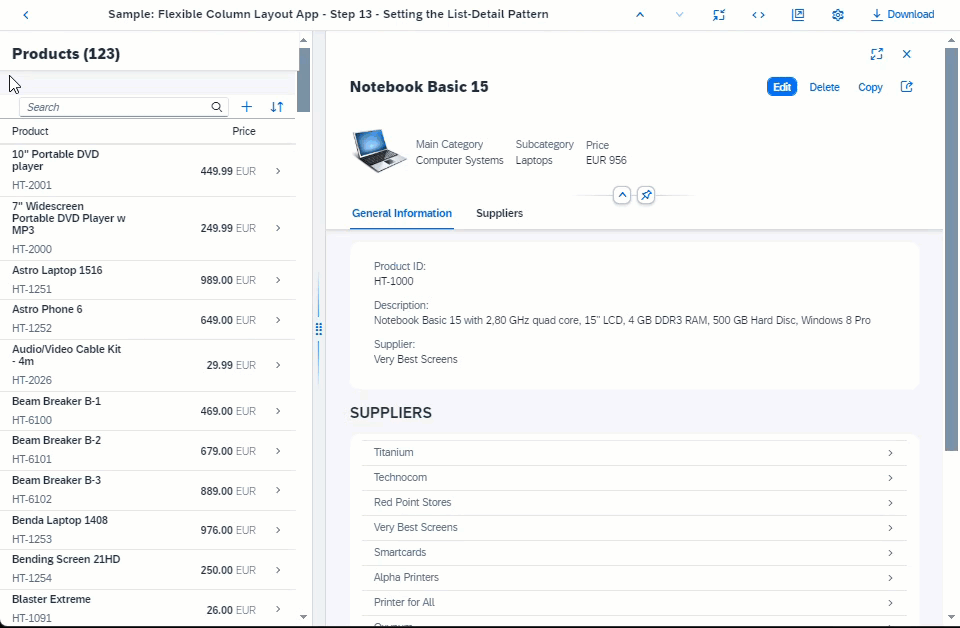 Sample: Flexible Column Layout App - Step 13 - Setting the List-Detail Pattern
Download
Products (123)
Search
Product Price
10" Portable DVD
player
HT-2001
449.99 EUR
7" Widescreen
Portable DVD Player w
MP3
HT-2000
249.99 EUR
Astro Laptop 1516
HT-1251
989.00 EUR
Astro Phone 6
HT-1252
649.00 EUR
Audio/Video Cable Kit
- 4m
HT-2026
29.99 EUR
Beam Breaker B-1
HT-6100
469.00 EUR
Beam Breaker B-2
HT-6101
679.00 EUR
Beam Breaker B-3
HT-6102
889.00 EUR
Benda Laptop 1408
HT-1253
976.00 EUR
Bending Screen 21HD
HT-1254
250.00 EUR
Blaster Extreme
HT-1091
26.00 EUR
Notebook Basic 15
Edit Delete Copy
Main Category
Computer Systems
Subcategory
Laptops
Price
EUR 956
General Information Suppliers
Product ID:
HT-1000
Description:
Notebook Basic 15 with 2,80 GHz quad core, 15" LCD, 4 GB DDR3 RAM, 500 GB Hard Disc, Windows 8 Pro
Supplier:
Very Best Screens
SUPPLIERS
Titanium
Technocom
Red Point Stores
Very Best Screens
Smartcards
Alpha Printers
Printer for All